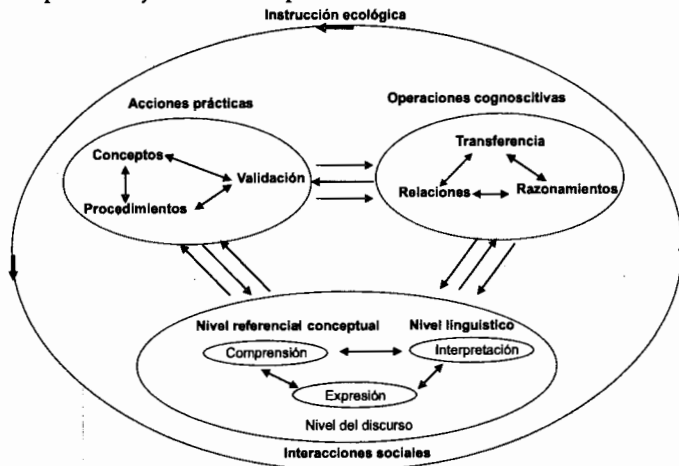 Instrucción ecológica
Acciones prácticas
Operaciones cognoscitivas
Conceptos
Validación
Procedimientos
Transferencia
Relaciones
Razonamientos
Nivel referencial conceptual
Nivel linguístico
Comprensión
Interpretación
Expresión
Nivel del discurso
Interacciones sociales